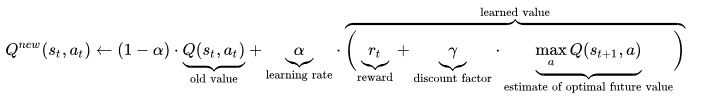 learned value
Q^{new}(s_t, a_t) ← (1 − α) · Q(s_t, a_t) + α · ( r_t + γ · max_a Q(s_{t+1}, a) )
old value learning rate reward discount factor estimate of optimal future value